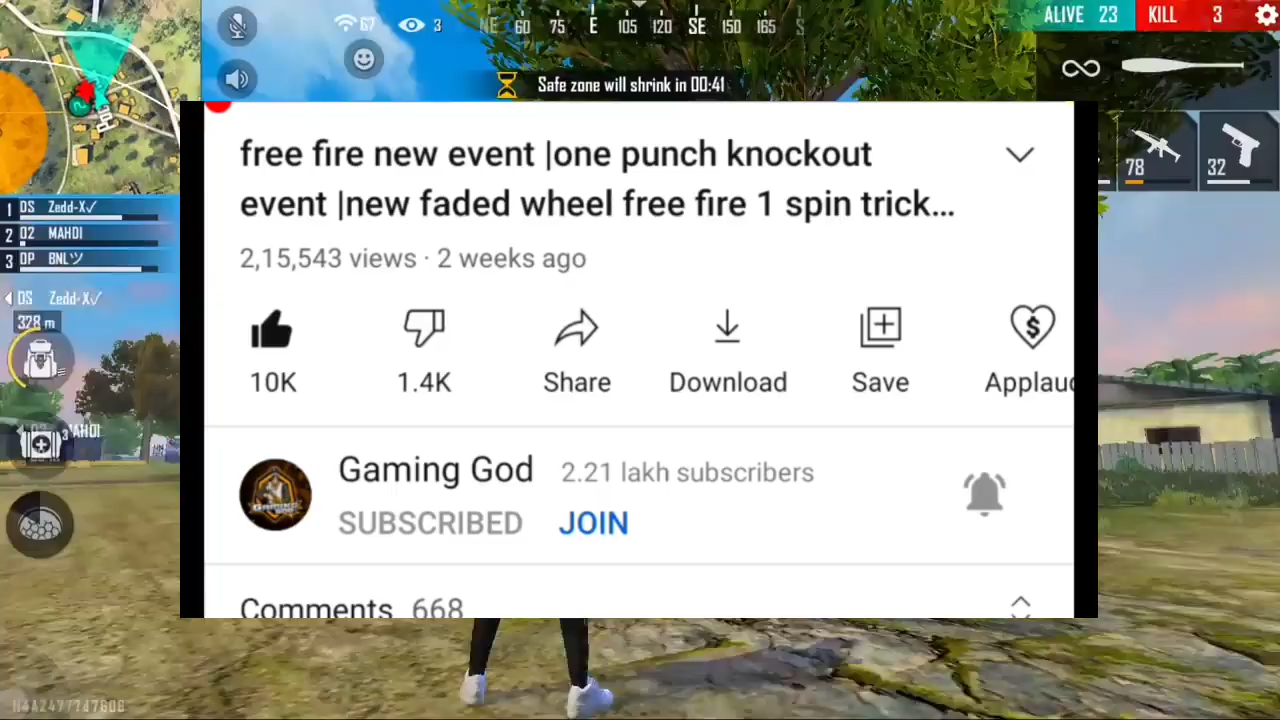 67
3
NE 60 75 E 105 120 SE 150 165 S
ALIVE 23 KILL 3
Safe zone will shrink in 00:41
78
32
1 DS Zedd-X✓
2 02 MAHDI
3 DP BNLツ
DS Zedd-X✓
328 m
3
MAHDI
free fire new event |one punch knockout
event |new faded wheel free fire 1 spin trick...
2,15,543 views · 2 weeks ago
10K 1.4K Share Download Save Applaud
Gaming God 2.21 lakh subscribers
SUBSCRIBED JOIN
Comments 668